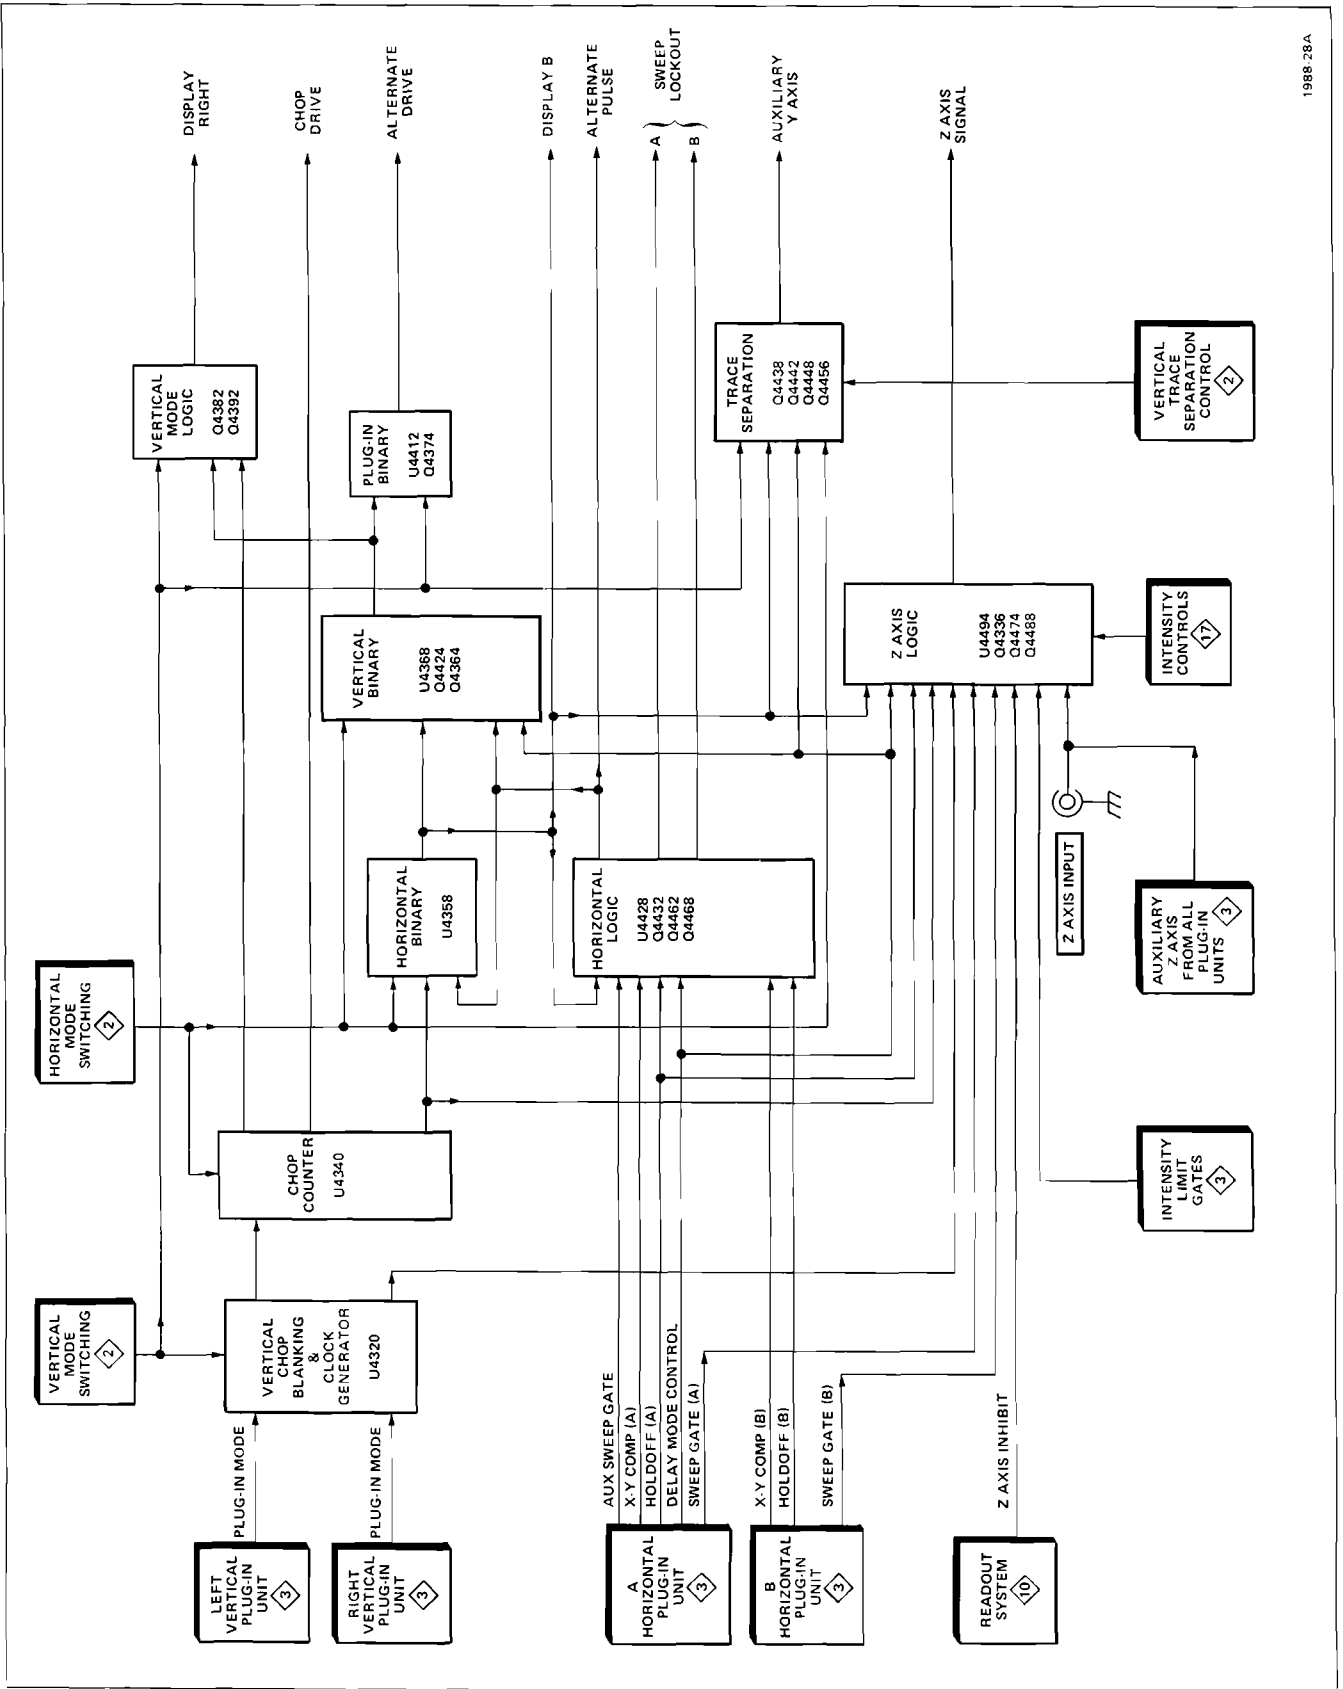 VERTICAL
MODE
SWITCHING
2
HORIZONTAL
MODE
SWITCHING
2
LEFT
VERTICAL
PLUG-IN
UNIT
3
PLUG-IN MODE
RIGHT
VERTICAL
PLUG-IN
UNIT
3
PLUG-IN MODE
VERTICAL
CHOP
BLANKING
&
CLOCK
GENERATOR
U4320
CHOP
COUNTER
U4340
HORIZONTAL
BINARY
U4358
VERTICAL
BINARY
U4368
Q4424
Q4364
PLUG-IN
BINARY
U4412
Q4374
VERTICAL
MODE
LOGIC
Q4382
Q4392
DISPLAY
RIGHT
CHOP
DRIVE
ALTERNATE
DRIVE
DISPLAY B
ALTERNATE
PULSE
SWEEP
LOCKOUT
A
B
AUXILIARY
Y AXIS
Z AXIS
SIGNAL
A
HORIZONTAL
PLUG-IN
UNIT
3
AUX SWEEP GATE
X-Y COMP (A)
HOLDOFF (A)
DELAY MODE CONTROL
SWEEP GATE (A)
B
HORIZONTAL
PLUG-IN
UNIT
3
X-Y COMP (B)
HOLDOFF (B)
SWEEP GATE (B)
HORIZONTAL
LOGIC
U4428
Q4432
Q4462
Q4468
TRACE
SEPARATION
Q4438
Q4442
Q4448
Q4456
READOUT
SYSTEM
10
Z AXIS INHIBIT
Z AXIS
LOGIC
U4494
Q4336
Q4474
Q4488
Z AXIS INPUT
INTENSITY
LIMIT
GATES
3
AUXILIARY
Z AXIS
FROM ALL
PLUG-IN
UNITS
3
INTENSITY
CONTROLS
17
VERTICAL
TRACE
SEPARATION
CONTROL
2
1988-28A